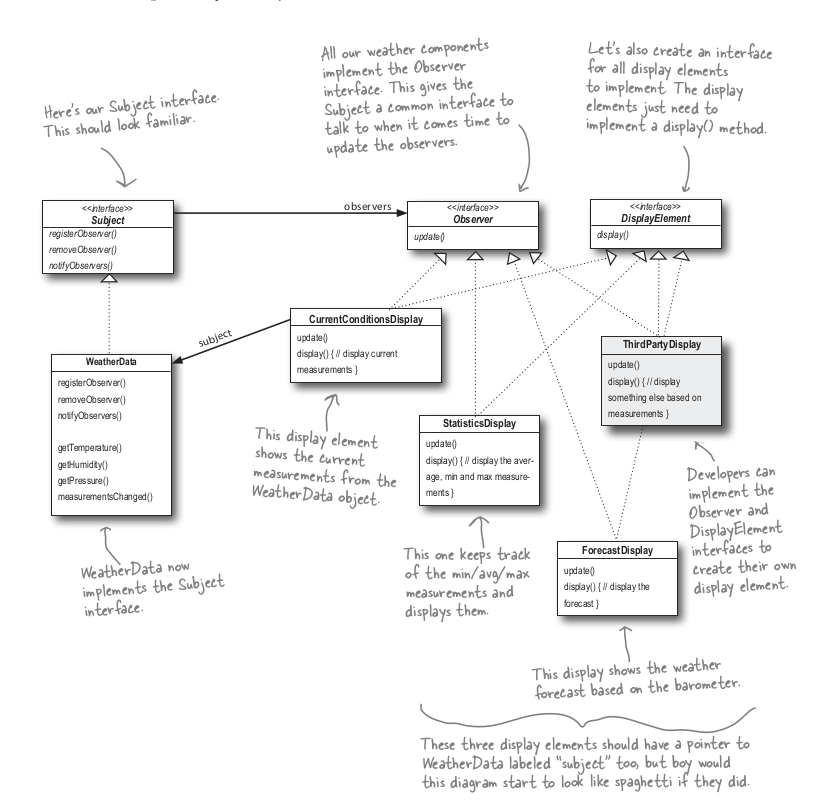 All our weather components
implement the Observer
interface. This gives the
Subject a common interface to
talk to when it comes time to
update the observers.
Let's also create an interface
for all display elements
to implement. The display
elements just need to
implement a display() method.
Here's our Subject interface.
This should look familiar.
<<interface>>
Subject
registerObserver()
removeObserver()
notifyObservers()
observers
<<interface>>
Observer
update()
<<interface>>
DisplayElement
display()
subject
WeatherData
registerObserver()
removeObserver()
notifyObservers()
getTemperature()
getHumidity()
getPressure()
measurementsChanged()
CurrentConditionsDisplay
update()
display() { // display current
measurements }
ThirdPartyDisplay
update()
display() { // display
something else based on
measurements }
StatisticsDisplay
update()
display() { // display the aver-
age, min and max measure-
ments }
This display element
shows the current
measurements from the
WeatherData object.
Developers can
implement the
Observer and
DisplayElement
interfaces to
create their own
display element.
WeatherData now
implements the Subject
interface.
This one keeps track
of the min/avg/max
measurements and
displays them.
ForecastDisplay
update()
display() { // display the
forecast }
This display shows the weather
forecast based on the barometer.
These three display elements should have a pointer to
WeatherData labeled "subject" too, but boy would
this diagram start to look like spaghetti if they did.